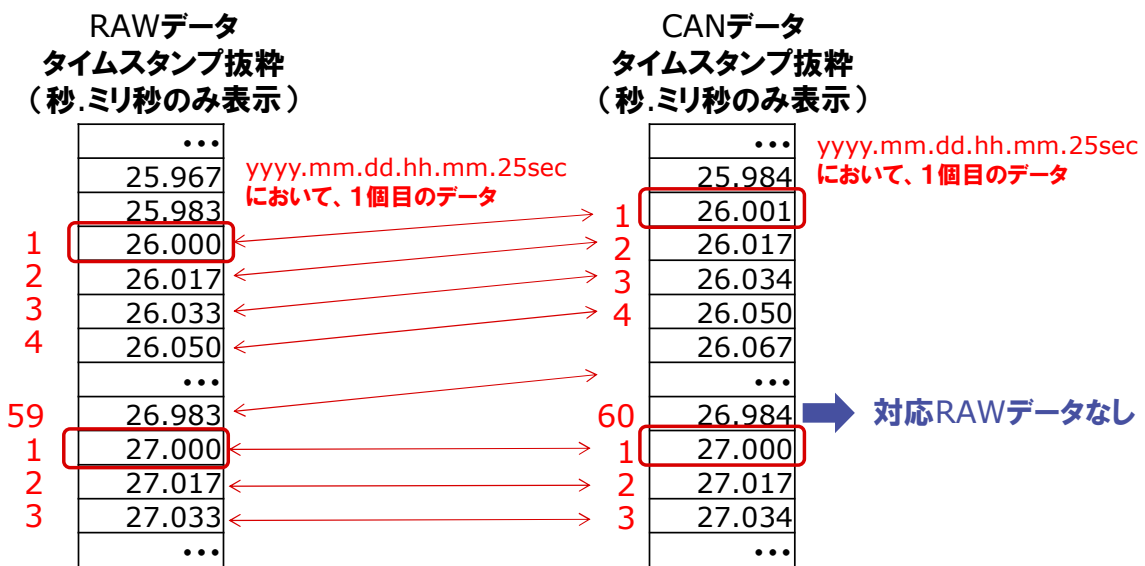 RAWデータ
タイムスタンプ抜粋
（秒.ミリ秒のみ表示）
…
25.967
25.983
1 26.000
2 26.017
3 26.033
4 26.050
…
59 26.983
1 27.000
2 27.017
3 27.033
…
yyyy.mm.dd.hh.mm.25sec
において、1個目のデータ
CANデータ
タイムスタンプ抜粋
（秒.ミリ秒のみ表示）
…
25.984
1 26.001
2 26.017
3 26.034
4 26.050
26.067
…
60 26.984
1 27.000
2 27.017
3 27.034
…
yyyy.mm.dd.hh.mm.25sec
において、1個目のデータ
対応RAWデータなし